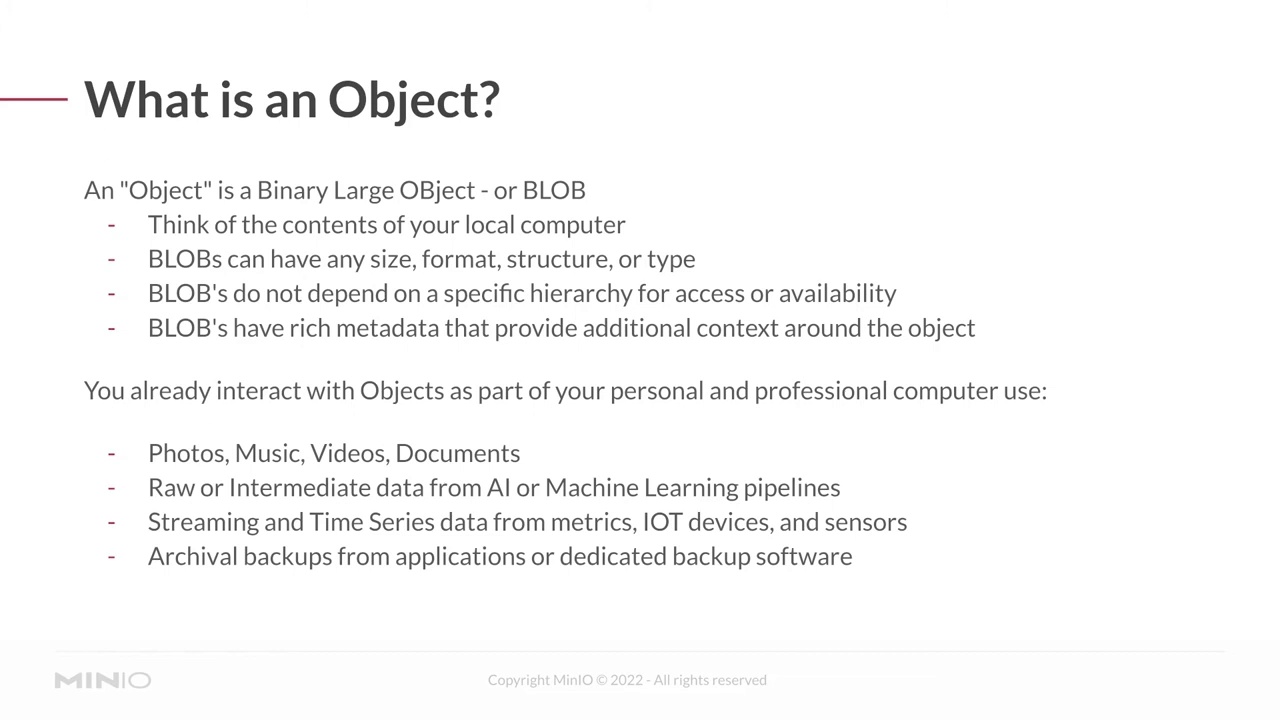 What is an Object?
An "Object" is a Binary Large OBject - or BLOB
- Think of the contents of your local computer
- BLOBs can have any size, format, structure, or type
- BLOB's do not depend on a specific hierarchy for access or availability
- BLOB's have rich metadata that provide additional context around the object
You already interact with Objects as part of your personal and professional computer use:
- Photos, Music, Videos, Documents
- Raw or Intermediate data from AI or Machine Learning pipelines
- Streaming and Time Series data from metrics, IOT devices, and sensors
- Archival backups from applications or dedicated backup software
MINIO
Copyright MinIO © 2022 - All rights reserved